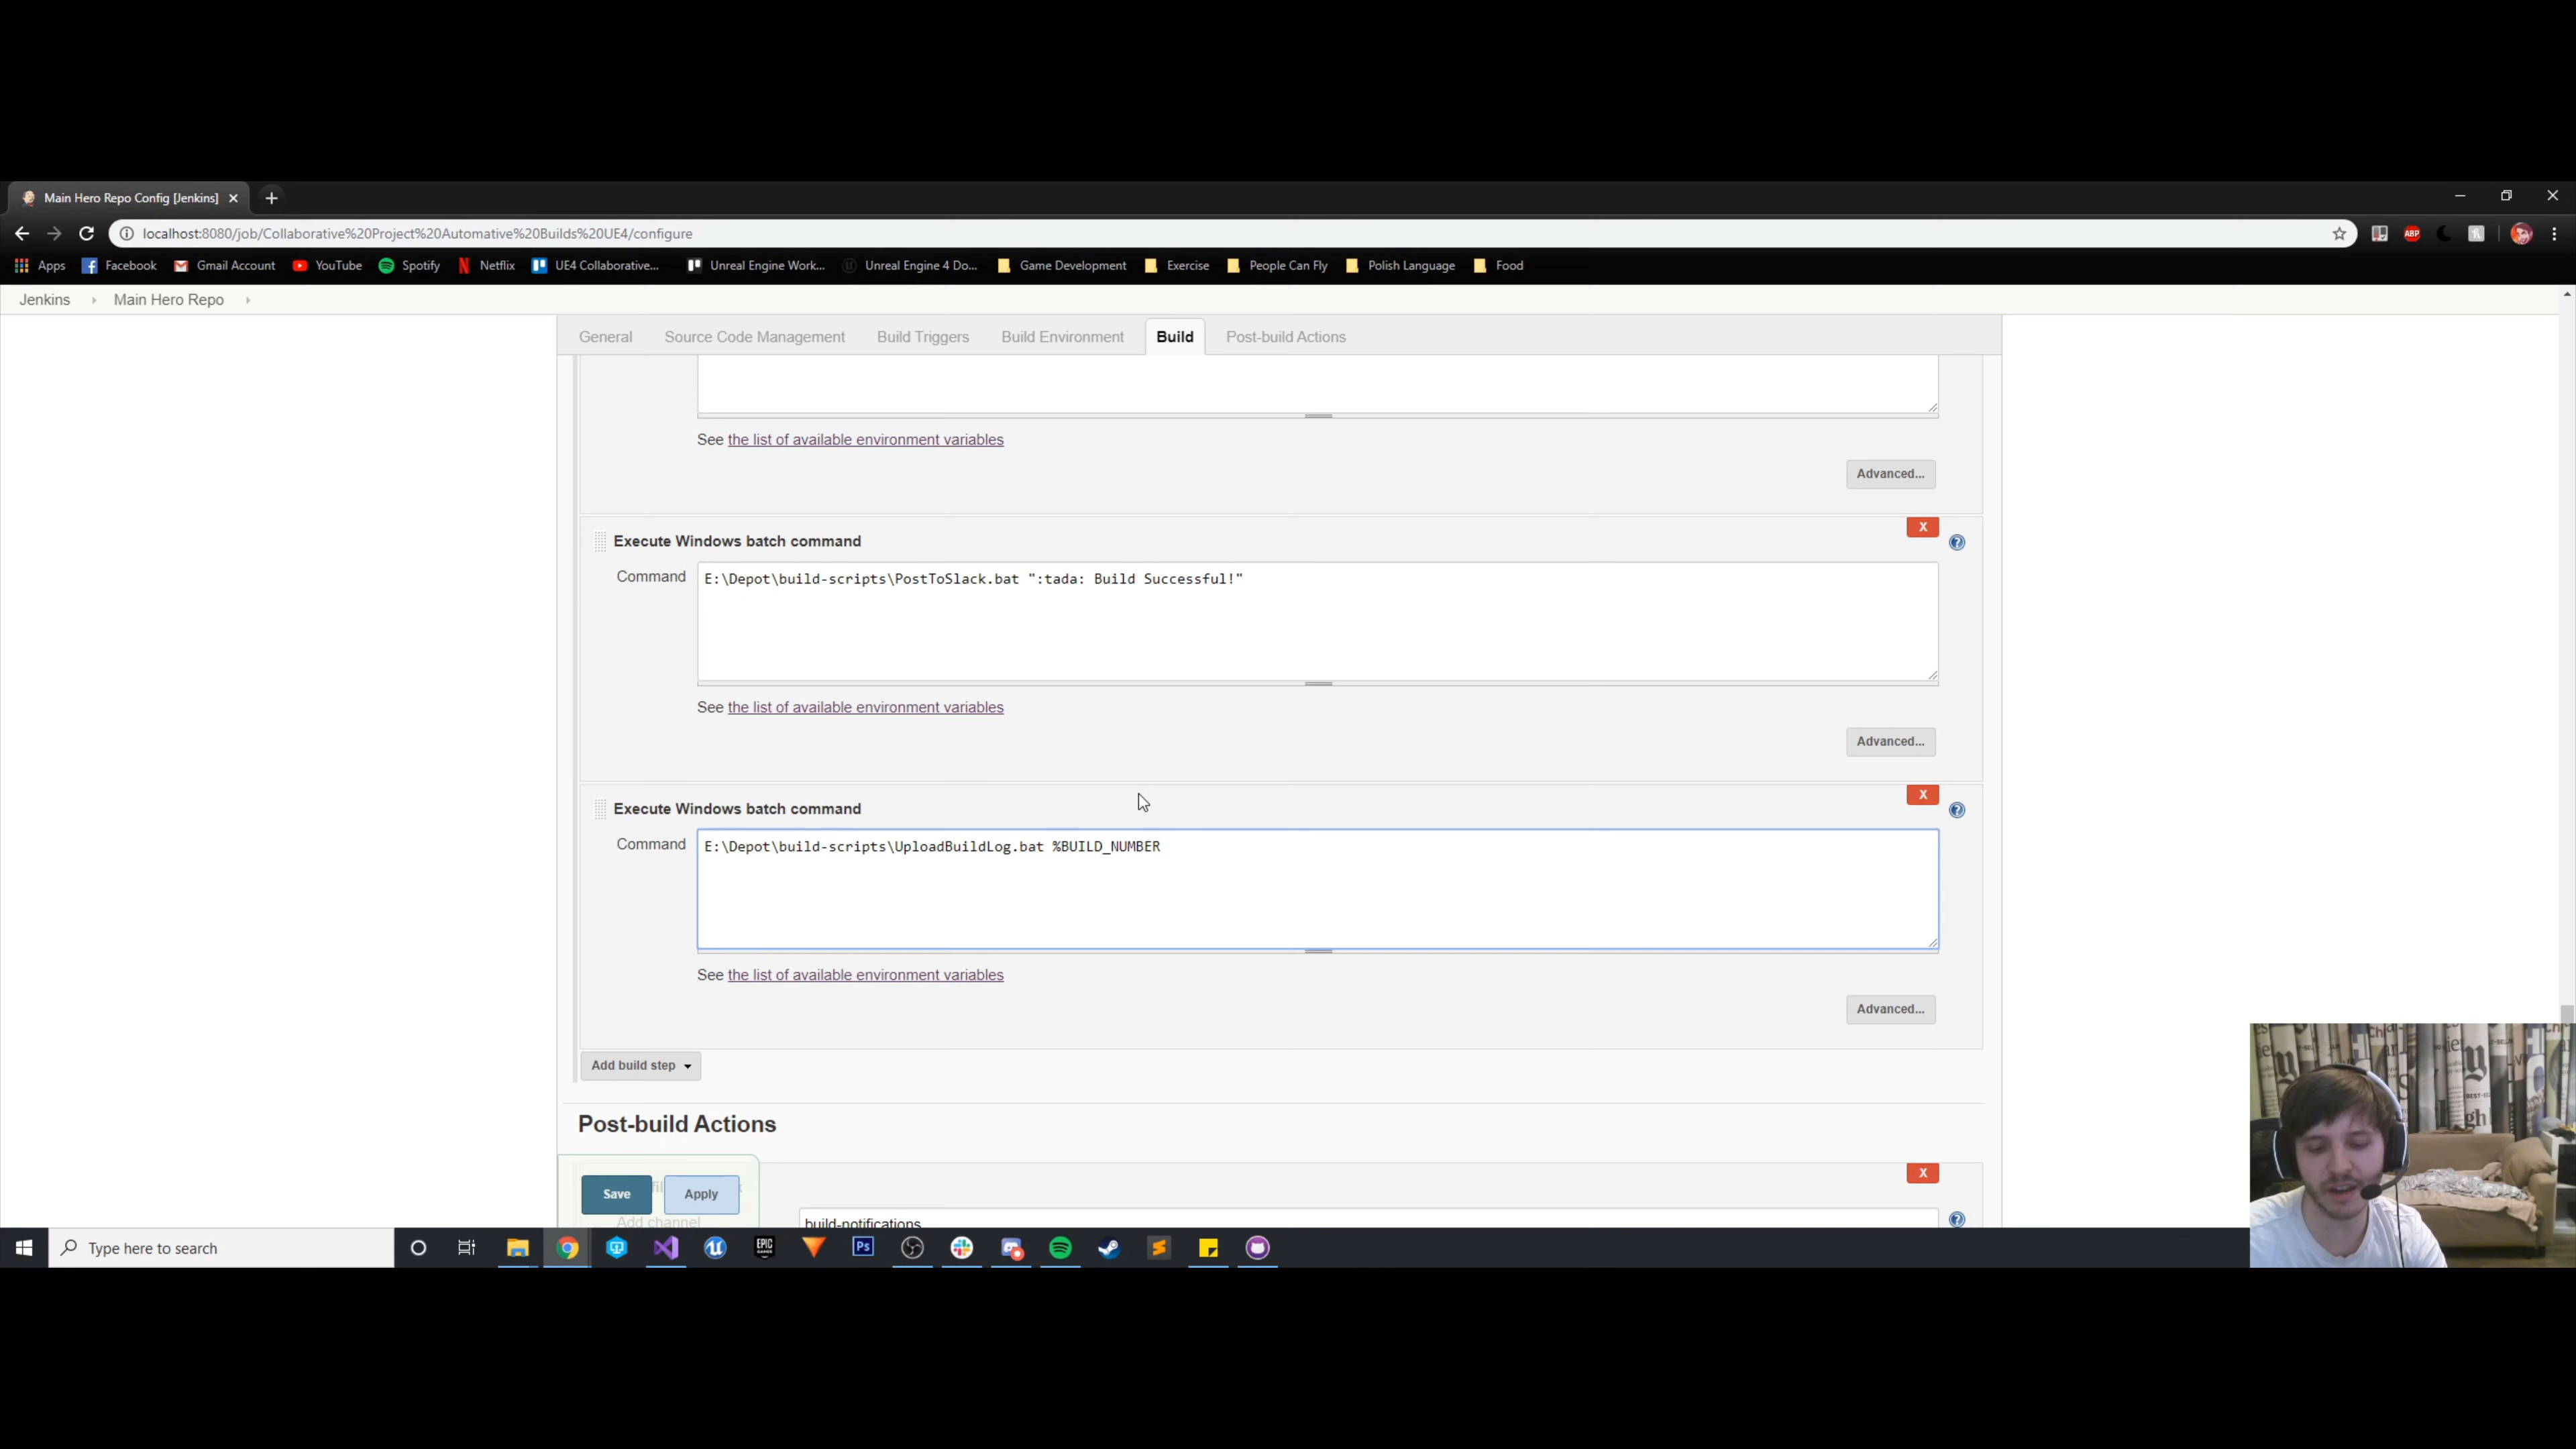 Main Hero Repo Config [Jenkins]
localhost:8080/job/Collaborative%20Project%20Automative%20Builds%20UE4/configure
ABP
Apps Facebook Gmail Account YouTube Spotify Netflix UE4 Collaborative... Unreal Engine Work... Unreal Engine 4 Do... Game Development Exercise People Can Fly Polish Language Food
Jenkins Main Hero Repo
General Source Code Management Build Triggers Build Environment Build Post-build Actions
See the list of available environment variables
Advanced...
X
Execute Windows batch command
Command E:\Depot\build-scripts\PostToSlack.bat ":tada: Build Successful!"
See the list of available environment variables
Advanced...
X
Execute Windows batch command
Command E:\Depot\build-scripts\UploadBuildLog.bat %BUILD_NUMBER
See the list of available environment variables
Advanced...
Add build step
Post-build Actions
X
Save Apply
Add channel build-notifications
Type here to search
EPIC GAMES
Ps